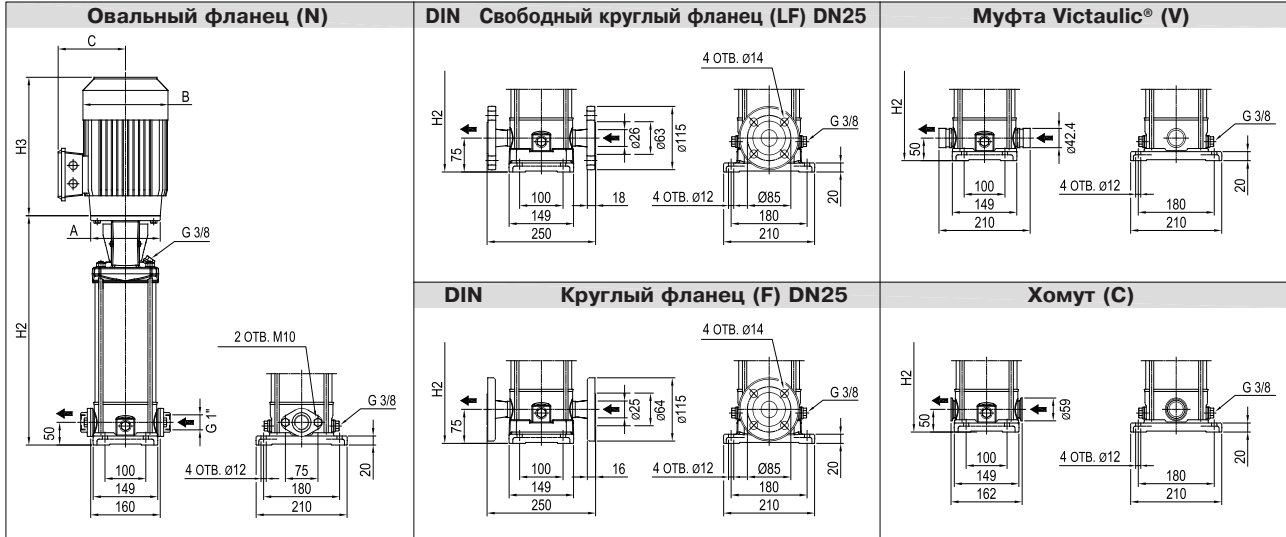 Овальный фланец (N)
C
B
H3
A
G 3/8
H2
2 ОТВ. M10
G 3/8
G 1"
50
20
100
4 ОТВ. Ø12
75
149
180
160
210
DIN Свободный круглый фланец (LF) DN25
4 ОТВ. Ø14
H2
G 3/8
75
ø26
ø63
ø115
20
100
18
4 ОТВ. Ø12
Ø85
149
180
250
210
Муфта Victaulic® (V)
H2
G 3/8
50
ø42.4
20
100
4 ОТВ. Ø12
149
180
210
210
DIN Круглый фланец (F) DN25
4 ОТВ. Ø14
H2
G 3/8
75
ø25
ø64
ø115
20
100
16
4 ОТВ. Ø12
Ø85
149
180
250
210
Хомут (C)
H2
G 3/8
50
ø59
20
100
4 ОТВ. Ø12
149
180
162
210